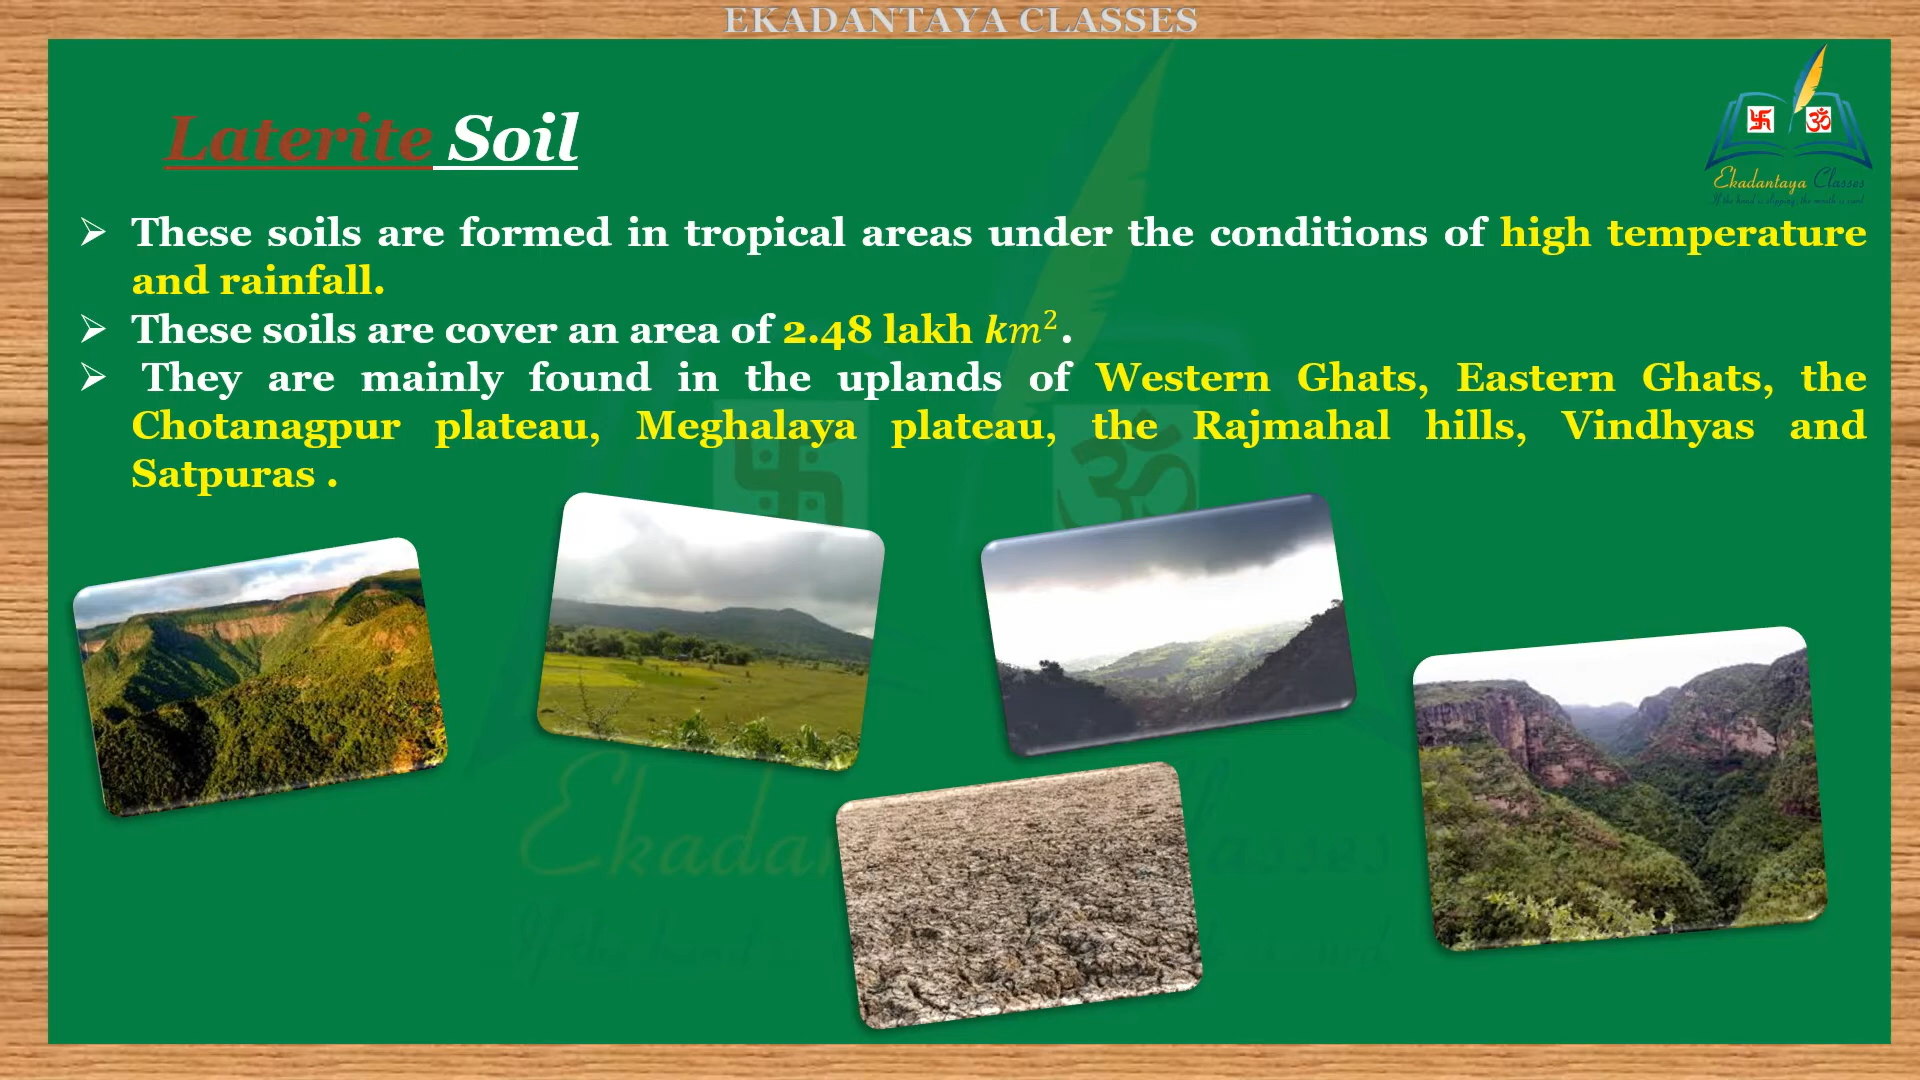 EKADANTAYA CLASSES
Laterite Soil
Ekadantaya Classes
➢ These soils are formed in tropical areas under the conditions of high temperature
and rainfall.
➢ These soils are cover an area of 2.48 lakh km².
➢ They are mainly found in the uplands of Western Ghats, Eastern Ghats, the
Chotanagpur plateau, Meghalaya plateau, the Rajmahal hills, Vindhyas and
Satpuras .